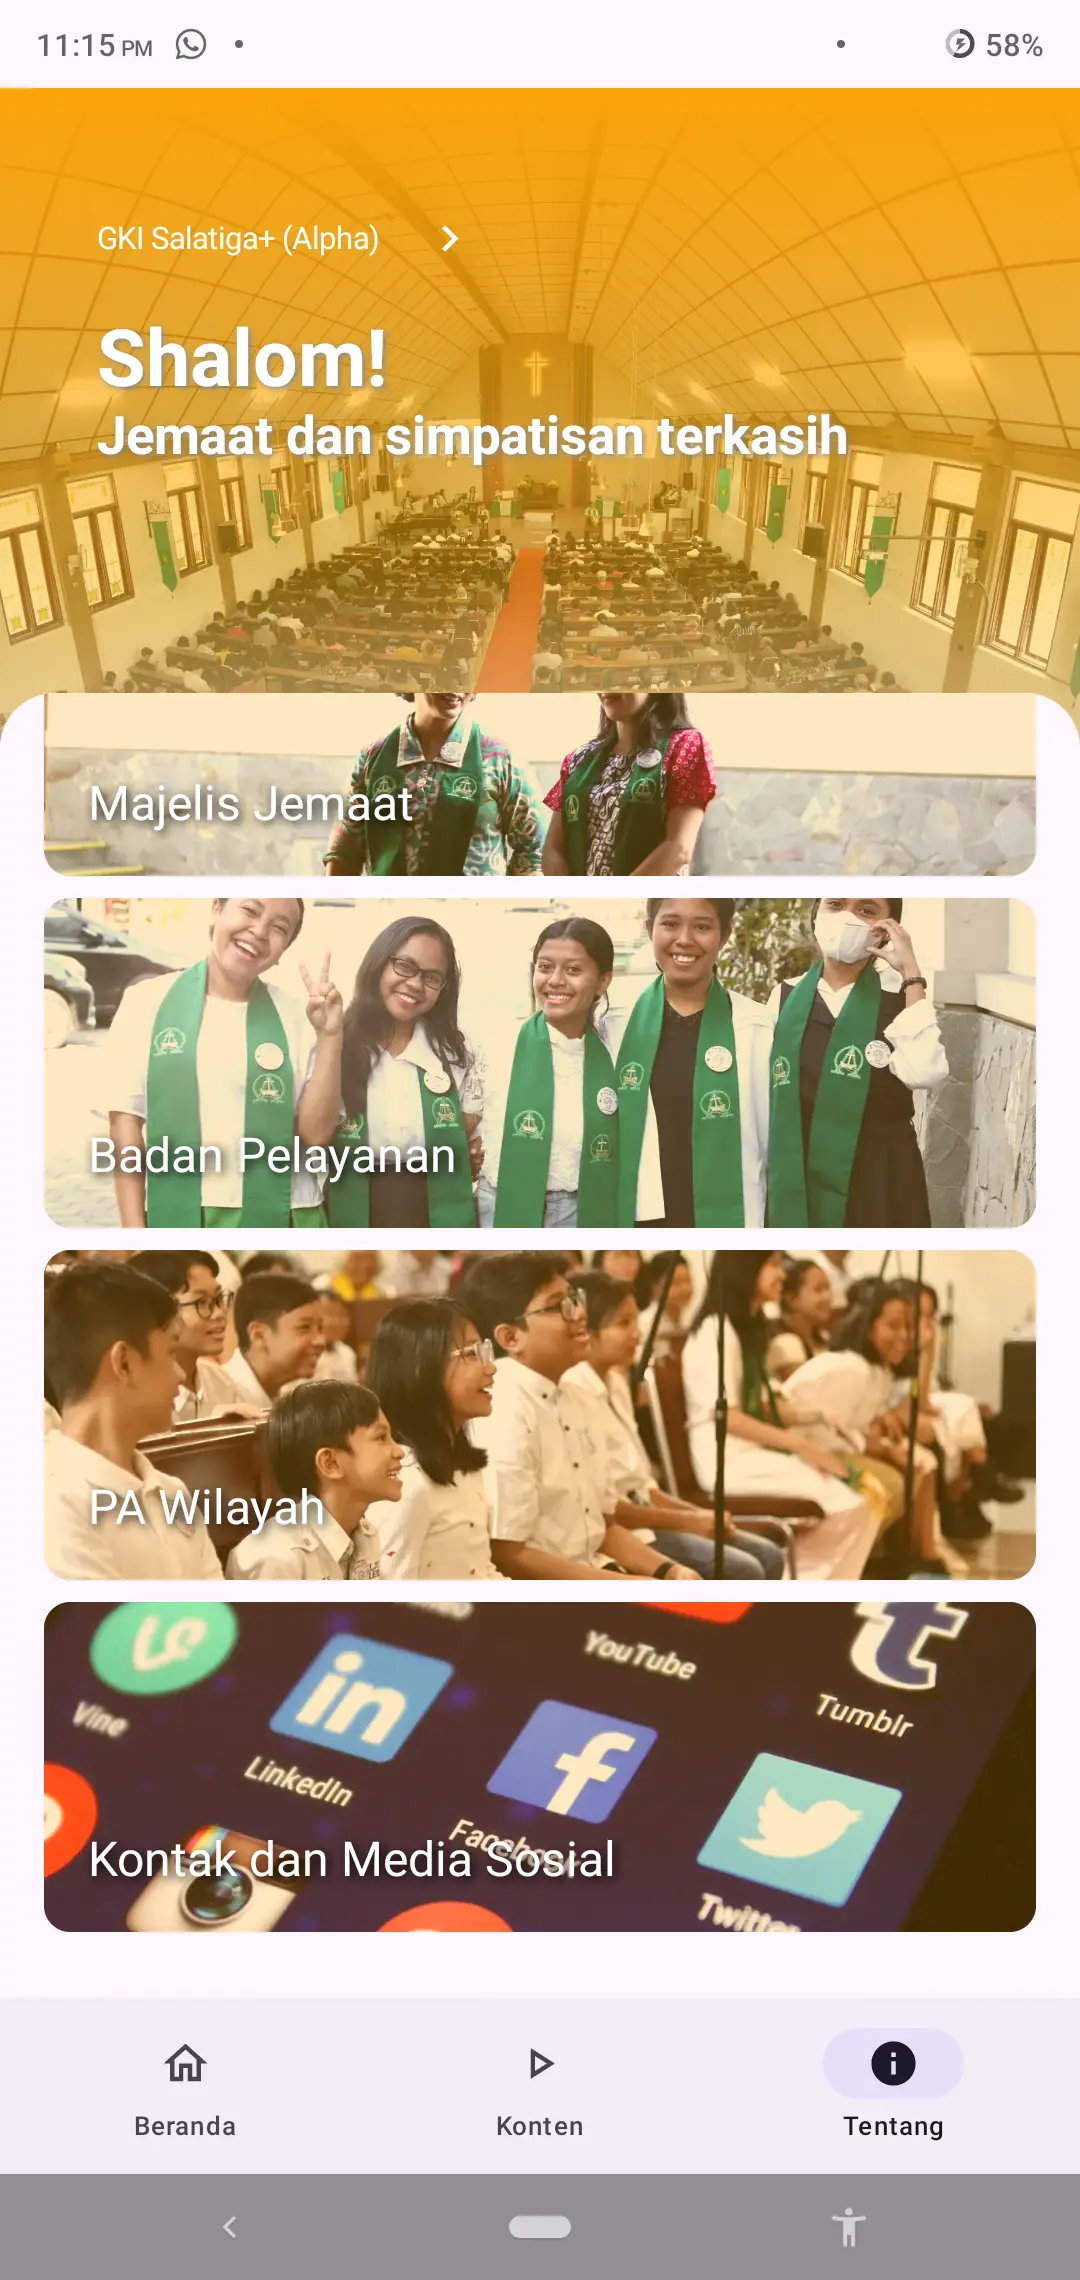 11:15 PM
58%
GKI Salatiga+ (Alpha)
Shalom!
Jemaat dan simpatisan terkasih
Majelis Jemaat
Badan Pelayanan
PA Wilayah
YouTube
Tumblr
Vine
LinkedIn
Facebook
Kontak dan Media Sosial
Twitter
Beranda
Konten
Tentang